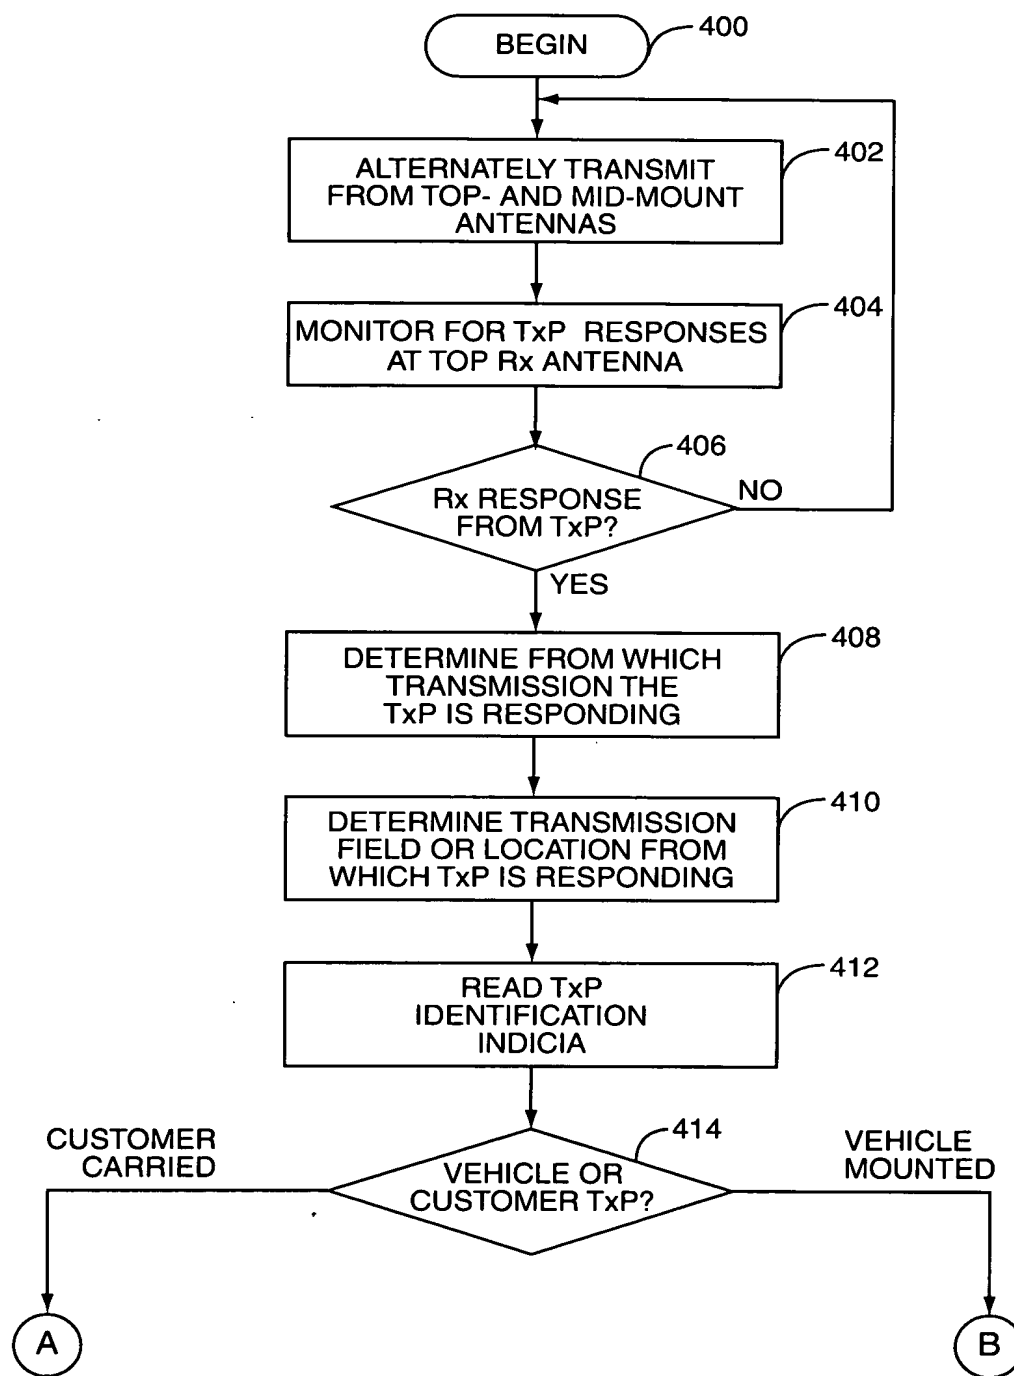 BEGIN
400
ALTERNATELY TRANSMIT
FROM TOP- AND MID-MOUNT
ANTENNAS
402
MONITOR FOR TxP RESPONSES
AT TOP Rx ANTENNA
404
Rx RESPONSE
FROM TxP?
406
NO
YES
DETERMINE FROM WHICH
TRANSMISSION THE
TxP IS RESPONDING
408
DETERMINE TRANSMISSION
FIELD OR LOCATION FROM
WHICH TxP IS RESPONDING
410
READ TxP
IDENTIFICATION
INDICIA
412
VEHICLE OR
CUSTOMER TxP?
414
CUSTOMER
CARRIED
VEHICLE
MOUNTED
A
B